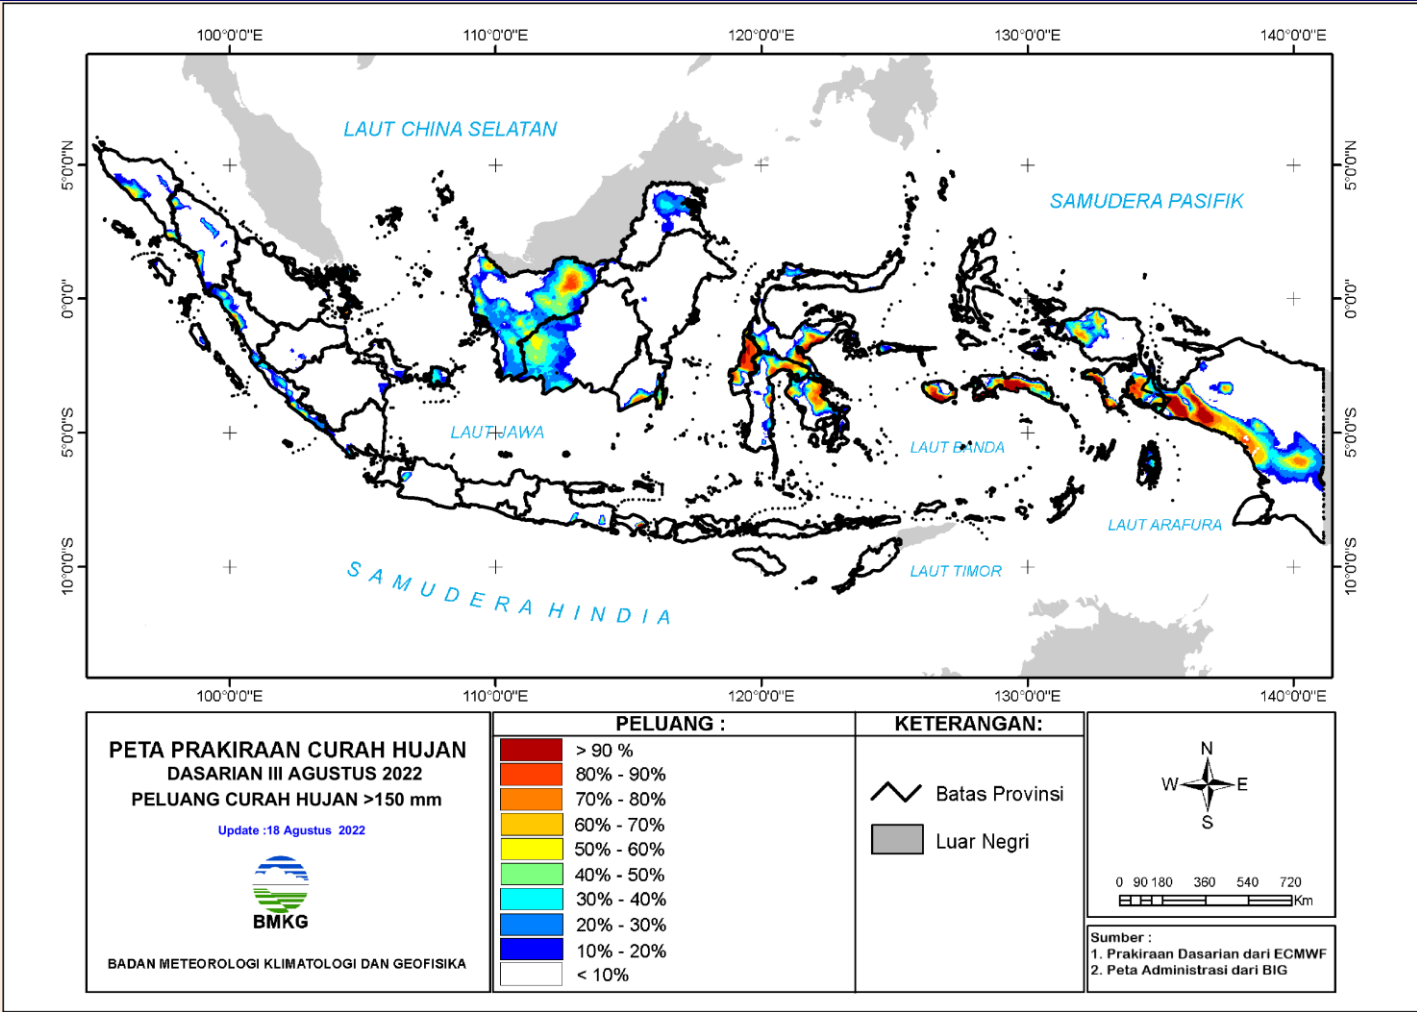 100°0'0"E 110°0'0"E 120°0'0"E 130°0'0"E 140°0'0"E
LAUT CHINA SELATAN
5°0'0"N 5°0'0"N
SAMUDERA PASIFIK
0°0'0" 0°0'0"
LAUT JAWA
5°0'0"S 5°0'0"S
LAUT BANDA
LAUT ARAFURA
10°0'0"S 10°0'0"S
LAUT TIMOR
SAMUDERA HINDIA
100°0'0"E 110°0'0"E 120°0'0"E 130°0'0"E 140°0'0"E
PETA PRAKIRAAN CURAH HUJAN
DASARIAN III AGUSTUS 2022
PELUANG CURAH HUJAN >150 mm
Update :18 Agustus 2022
BMKG
BADAN METEOROLOGI KLIMATOLOGI DAN GEOFISIKA
PELUANG :
> 90 %
80% - 90%
70% - 80%
60% - 70%
50% - 60%
40% - 50%
30% - 40%
20% - 30%
10% - 20%
< 10%
KETERANGAN:
Batas Provinsi
Luar Negri
N
W E
S
0 90 180 360 540 720
Km
Sumber :
1. Prakiraan Dasarian dari ECMWF
2. Peta Administrasi dari BIG